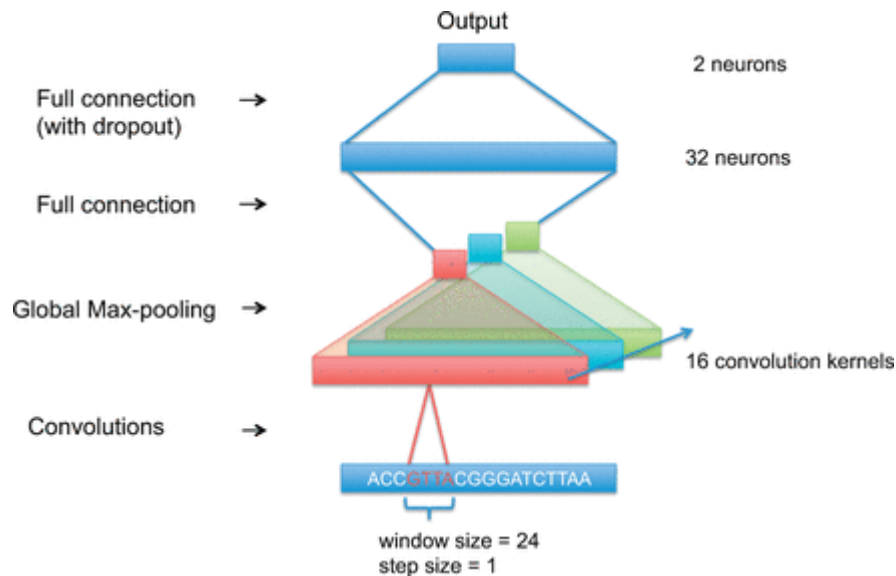 Output
2 neurons
Full connection
(with dropout)
32 neurons
Full connection
Global Max-pooling
16 convolution kernels
Convolutions
ACCGTTACGGGATCTTAA
window size = 24
step size = 1